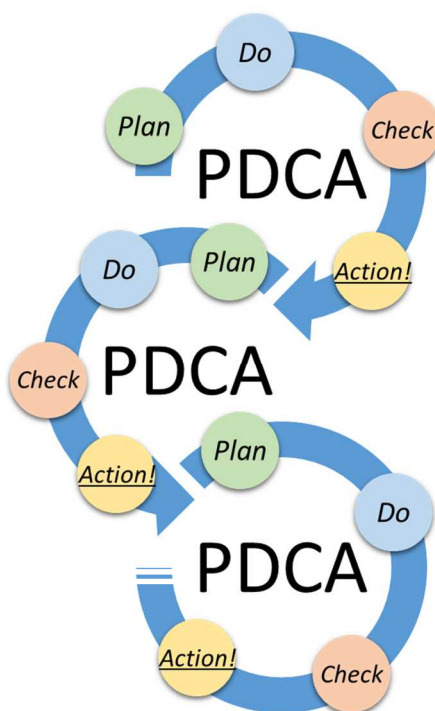 Do
Plan
Check
PDCA
Action!
Plan
Do
Check
PDCA
Action!
Plan
Do
PDCA
Check
Action!